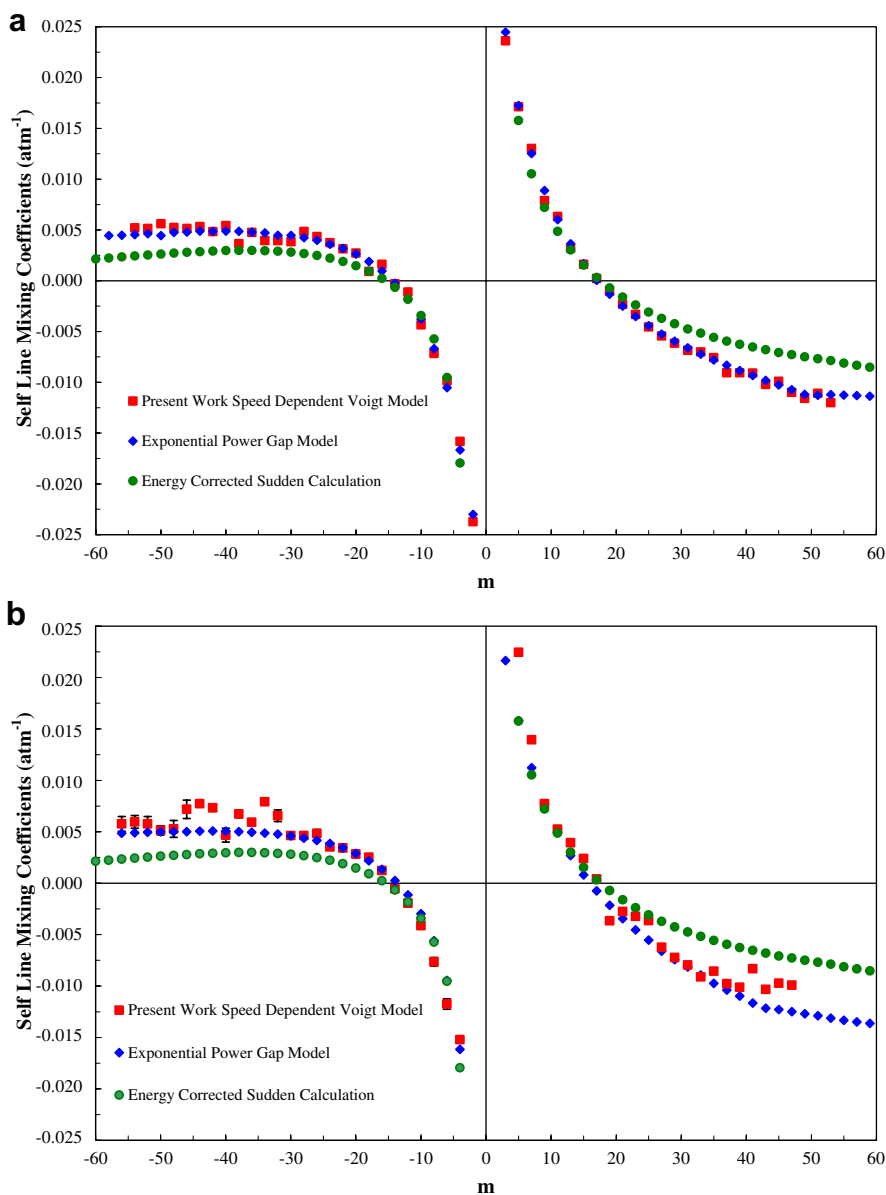 a
0.025
0.020
0.015
0.010
0.005
0.000
-0.005
-0.010
-0.015
-0.020
-0.025
Self Line Mixing Coefficients (atm-1)
Present Work Speed Dependent Voigt Model
Exponential Power Gap Model
Energy Corrected Sudden Calculation
-60 -50 -40 -30 -20 -10 0 10 20 30 40 50 60
m
b
0.025
0.020
0.015
0.010
0.005
0.000
-0.005
-0.010
-0.015
-0.020
-0.025
Self Line Mixing Coefficients (atm-1)
Present Work Speed Dependent Voigt Model
Exponential Power Gap Model
Energy Corrected Sudden Calculation
-60 -50 -40 -30 -20 -10 0 10 20 30 40 50 60
m